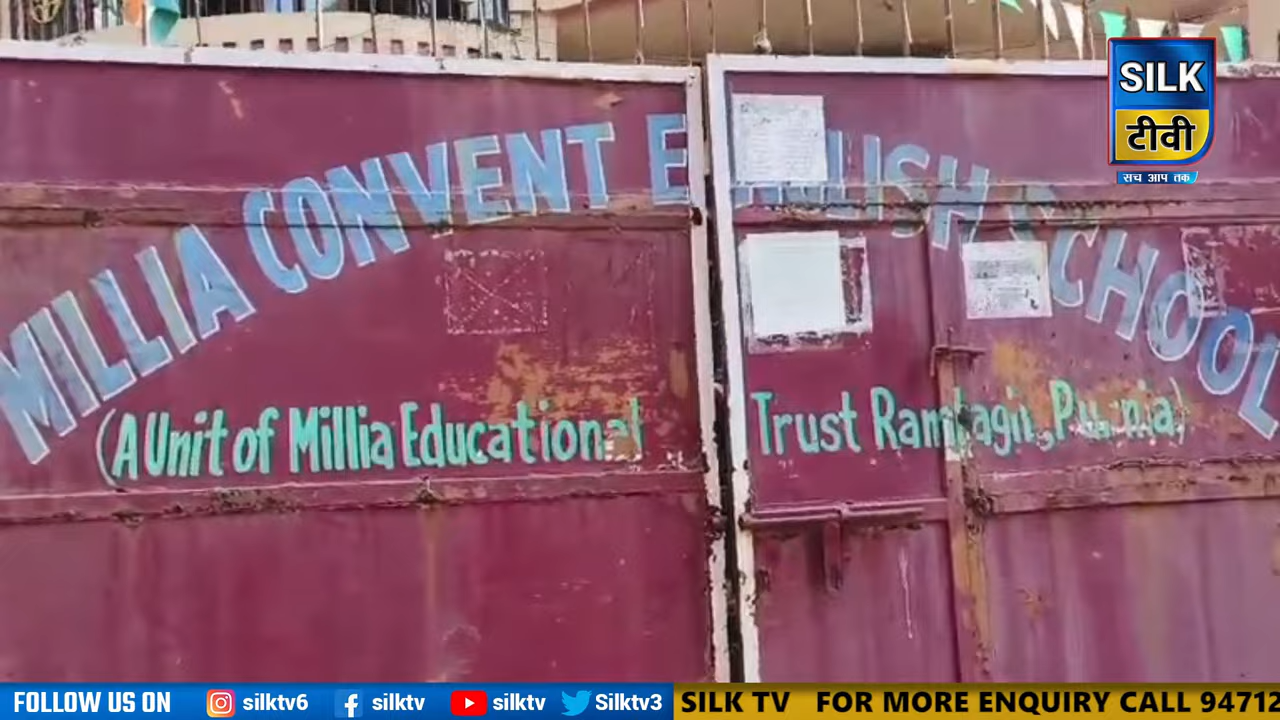 SILK
टीवी
सच आप तक
MILLIA CONVENT SCHOOL
(A Unit of Millia Educational Trust
FOLLOW US ON silktv6 silktv silktv Silktv3
SILK TV FOR MORE ENQUIRY CALL 94712